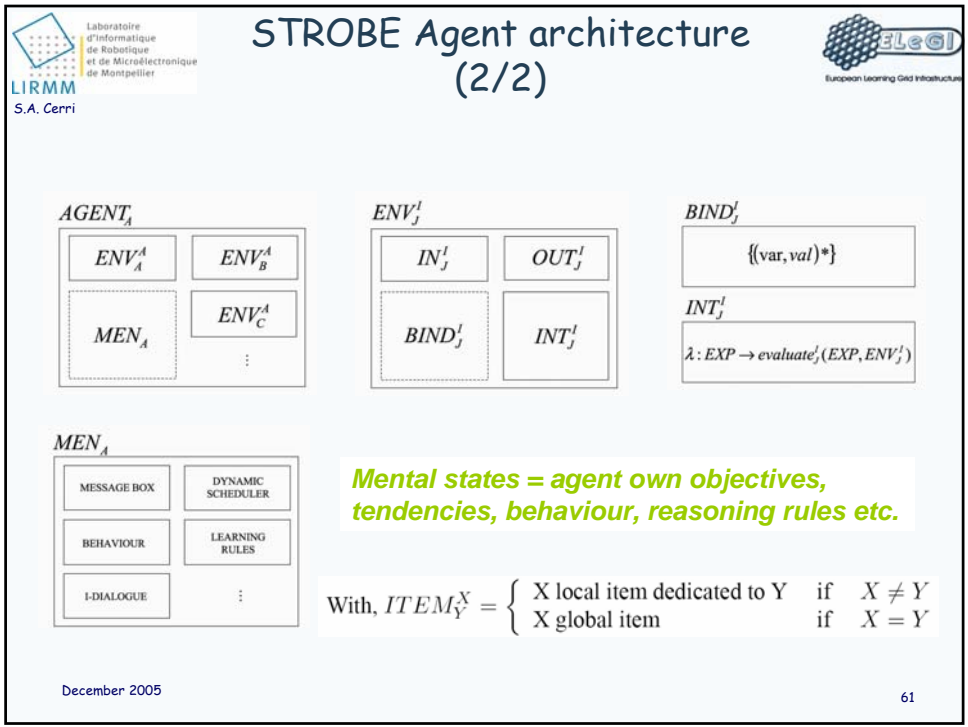 Laboratoire
d'Informatique
de Robotique
et de Microélectronique
de Montpellier
LIRMM
S.A. Cerri
STROBE Agent architecture
(2/2)
ELeGI
European Learning Grid Infrastructure
AGENT_A
ENV_A^A
ENV_B^A
MEN_A
ENV_C^A
⋮
ENV_J^I
IN_J^I
OUT_J^I
BIND_J^I
INT_J^I
BIND_J^I
{(var, val)*}
INT_J^I
λ : EXP → evaluate_J^I(EXP, ENV_J^I)
MEN_A
MESSAGE BOX
DYNAMIC
SCHEDULER
BEHAVIOUR
LEARNING
RULES
I-DIALOGUE
⋮
Mental states = agent own objectives,
tendencies, behaviour, reasoning rules etc.
With, ITEM_Y^X = { X local item dedicated to Y if X ≠ Y
X global item if X = Y
December 2005
61